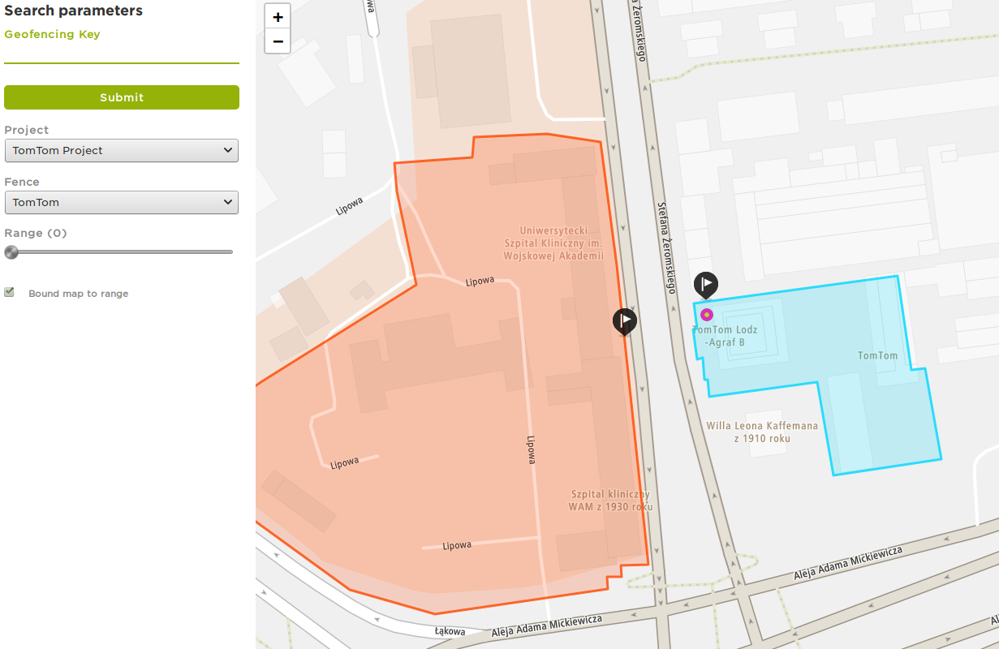 Search parameters
Geofencing Key
Submit
Project
TomTom Project
Fence
TomTom
Range (0)
Bound map to range
+
−
Stefana Żeromskiego
Lipowa
Uniwersytecki
Szpital Kliniczny im.
Wojskowej Akademii
Lipowa
TomTom Lodz
-Agraf B
TomTom
Willa Leona Kaffemana
z 1910 roku
Lipowa
Lipowa
Szpital kliniczny
WAM z 1930 roku
Lipowa
Aleja Adama Mickiewicza
Aleja Adama Mickiewicza
Łąkowa